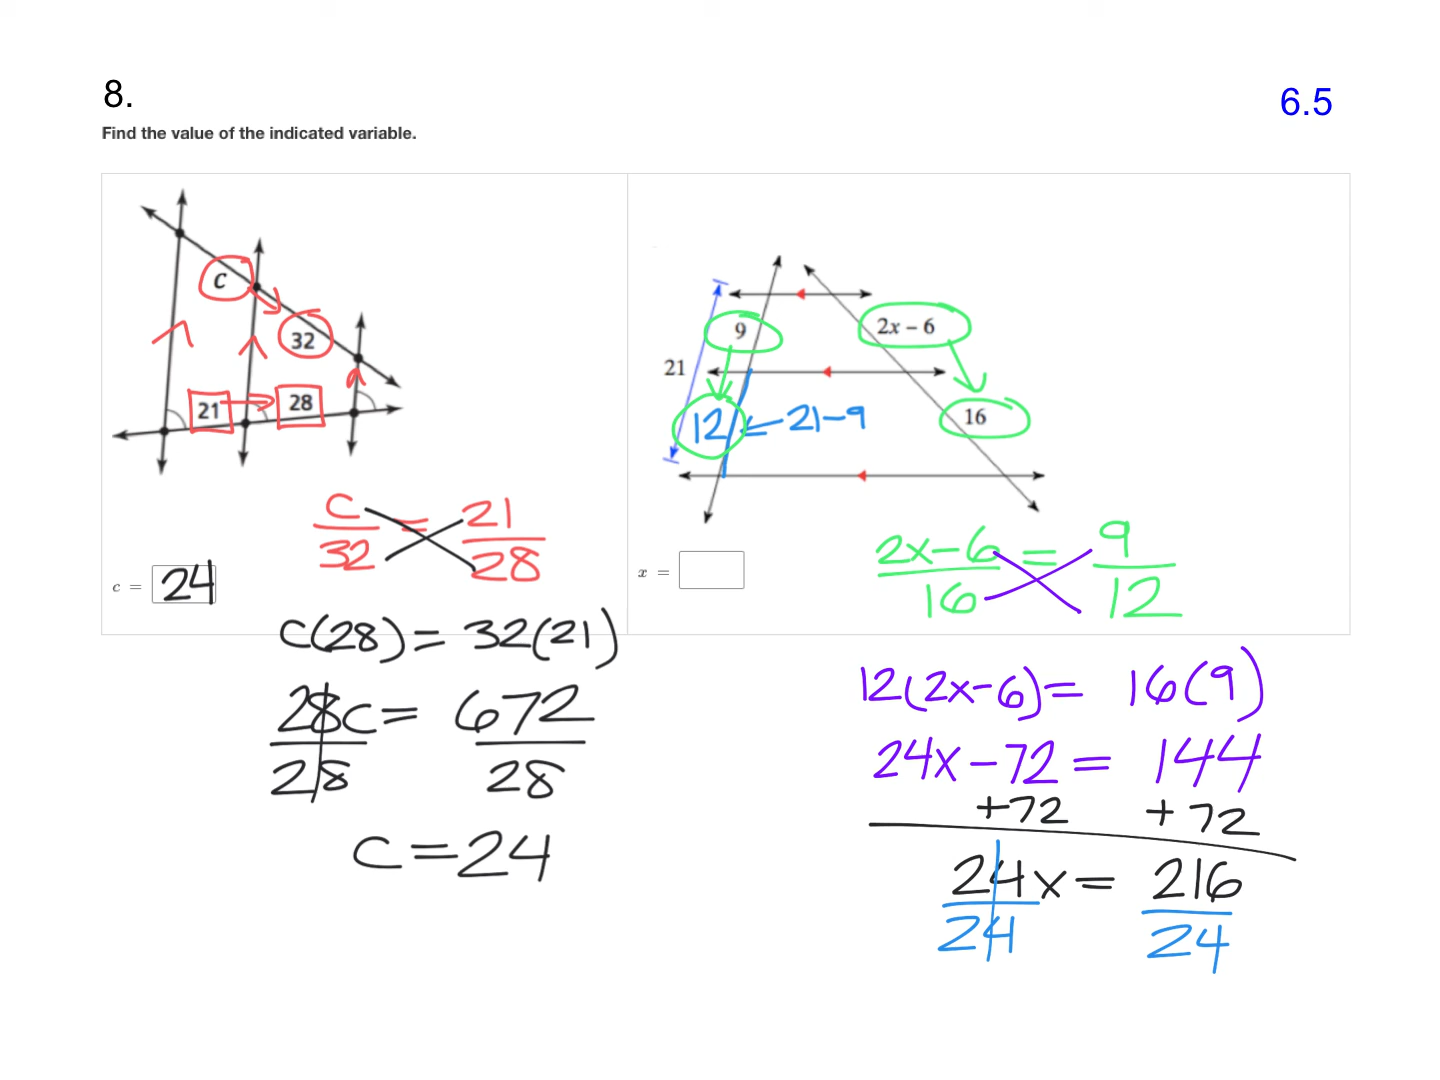 8.
6.5
Find the value of the indicated variable.
c
32
21
28
c/32 = 21/28
c = 24
c(28) = 32(21)
28c/28 = 672/28
c = 24
9
2x – 6
21
12 ← 21 – 9
16
x =
2x – 6/16 = 9/12
12(2x – 6) = 16(9)
24x – 72 = 144
+72 +72
24x/24 = 216/24